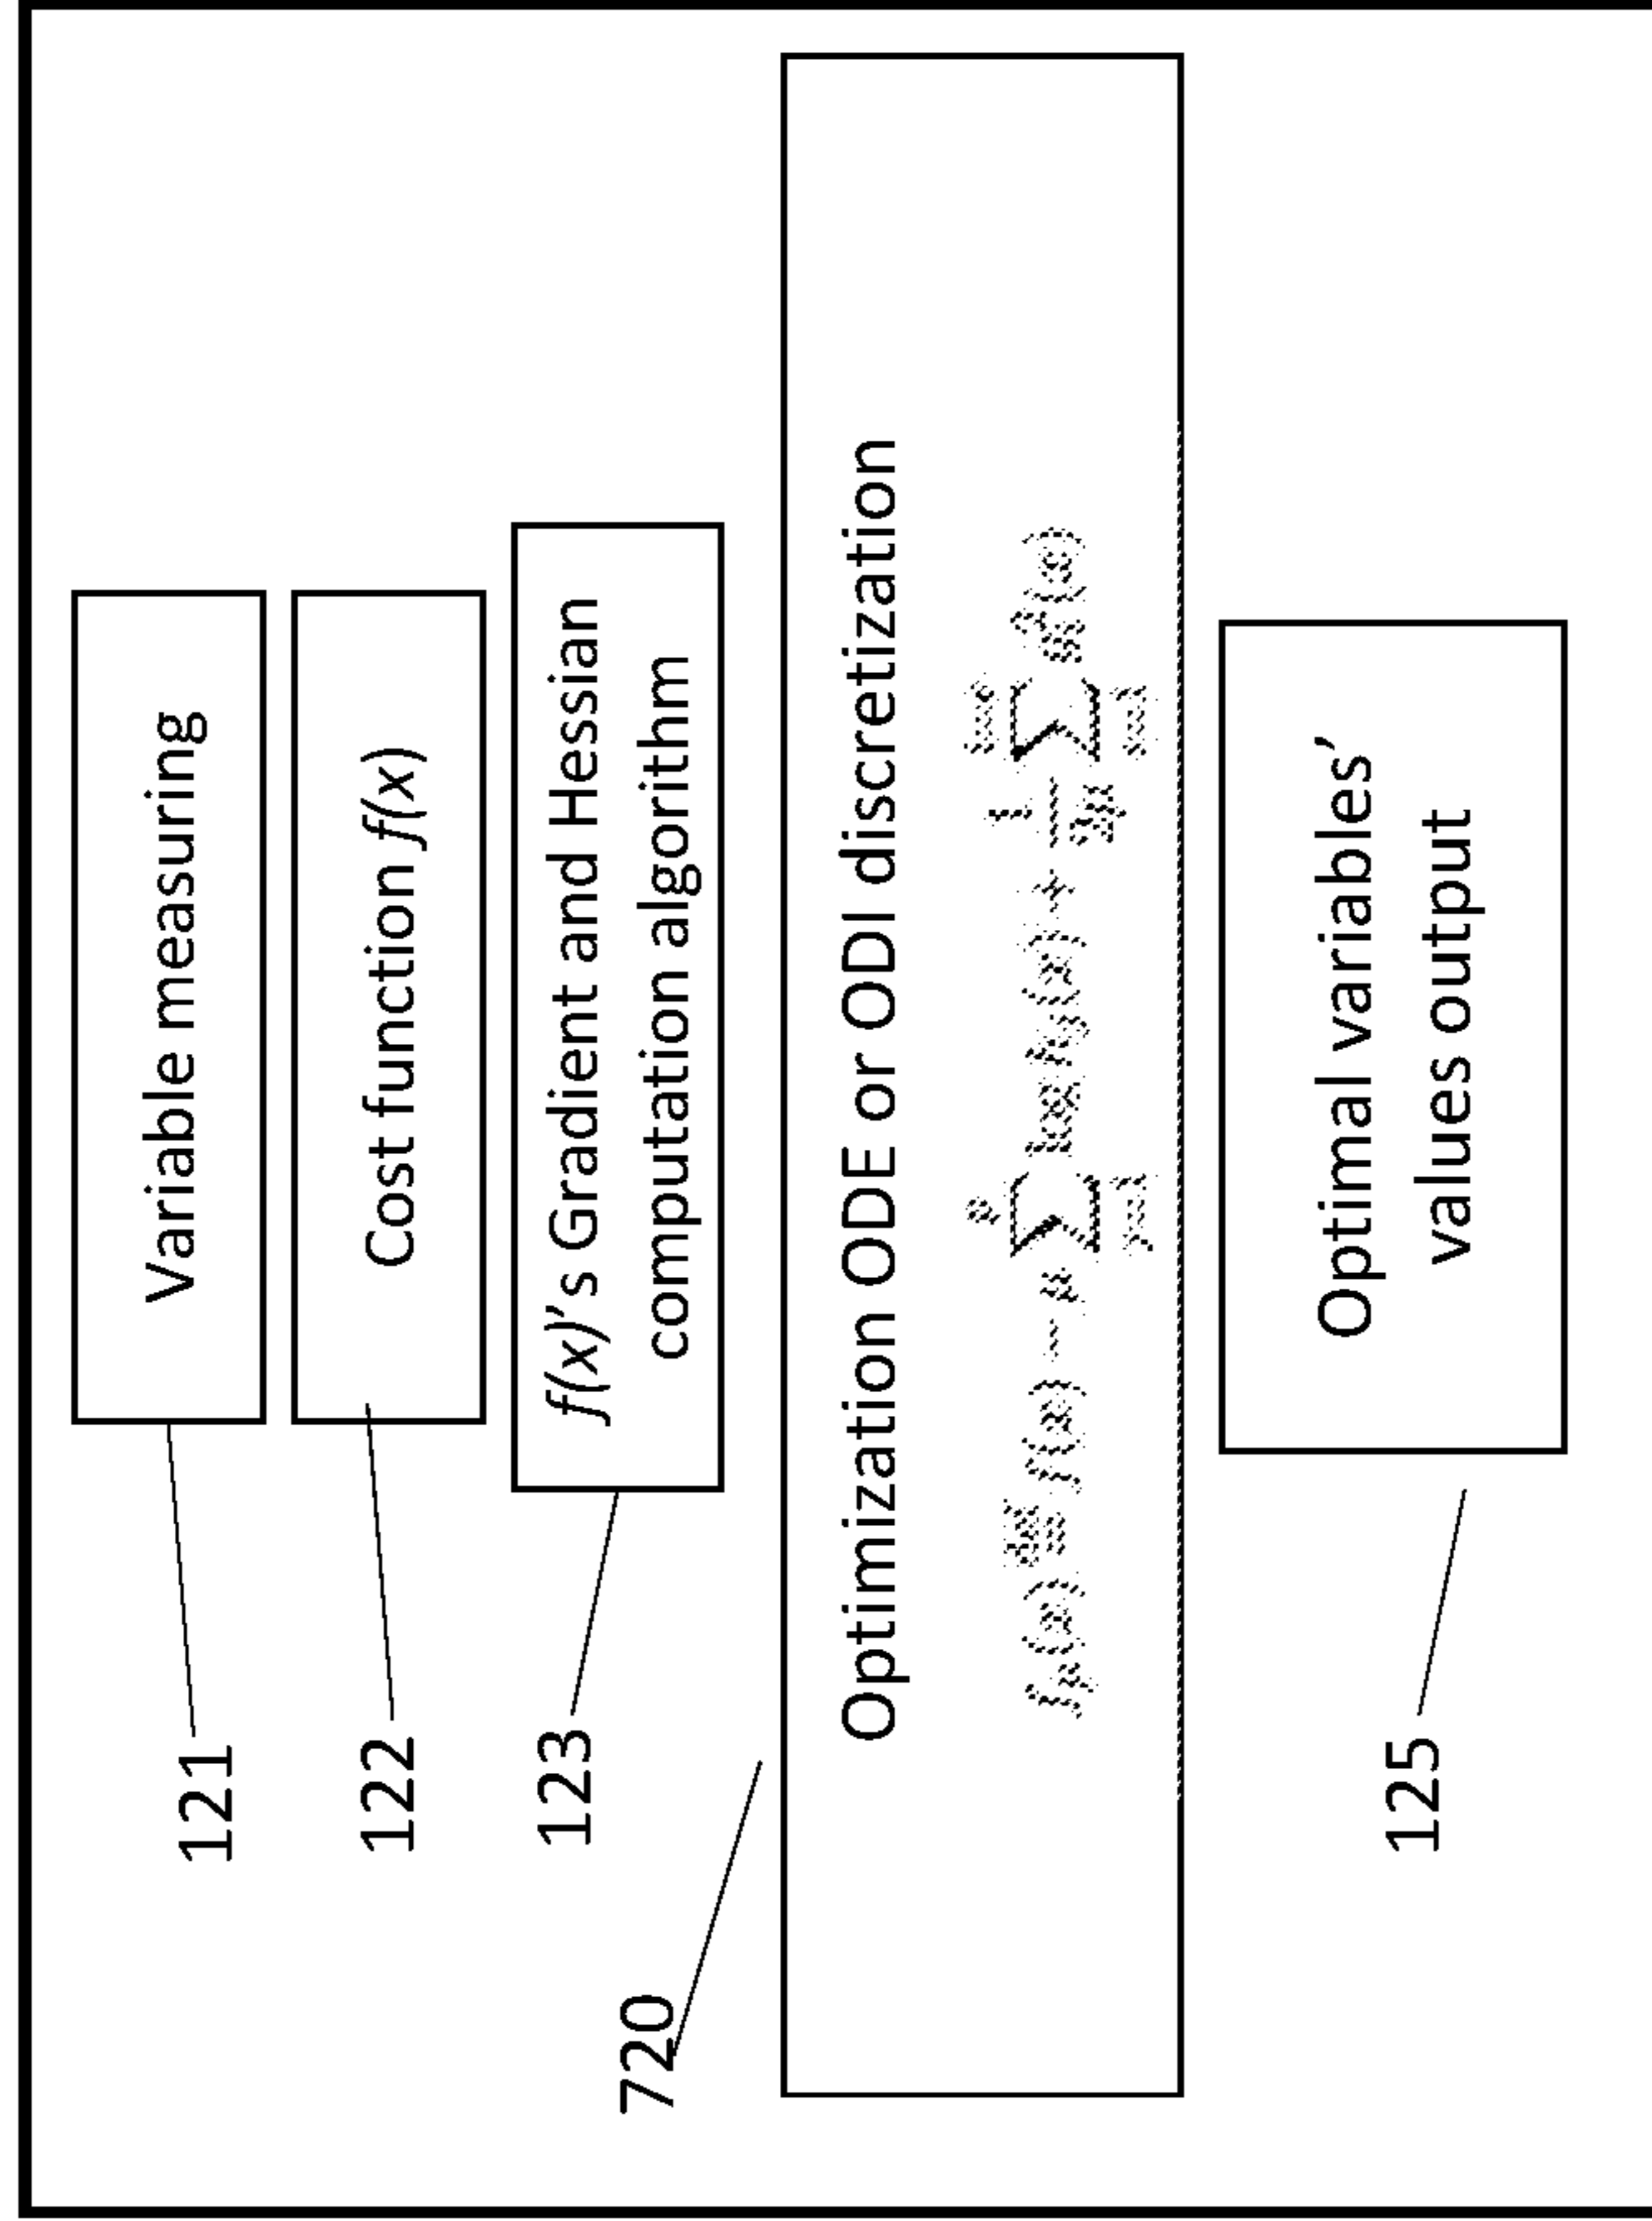 121
Variable measuring
122
Cost function f(x)
123
f(x)'s Gradient and Hessian
computation algorithm
720
Optimization ODE or ODI discretization
125
Optimal variables'
values output